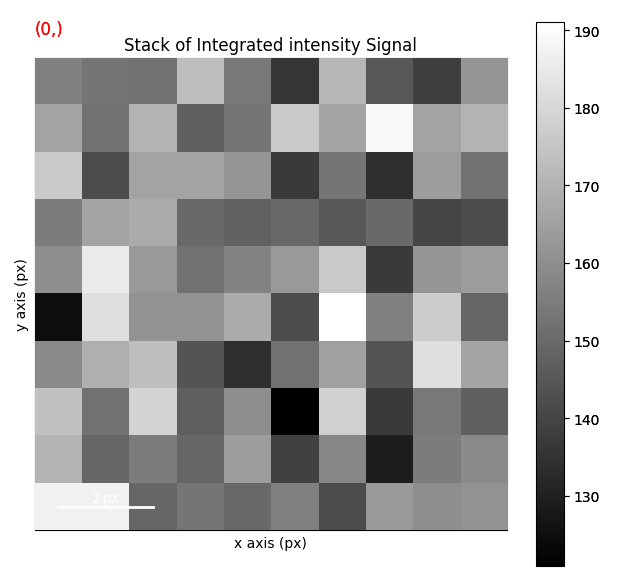 (0,)
Stack of Integrated intensity Signal
190
180
170
160
150
140
130
y axis (px)
2 px
x axis (px)